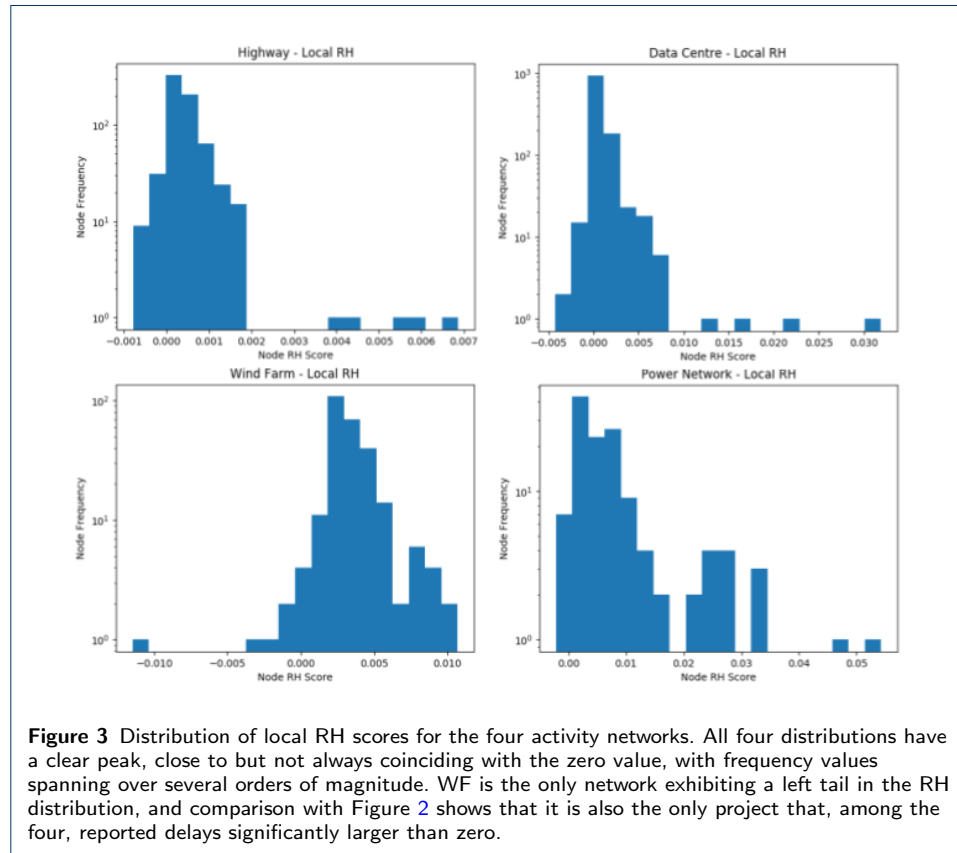 Highway - Local RH
Node Frequency
10²
10¹
10⁰
−0.001 0.000 0.001 0.002 0.003 0.004 0.005 0.006 0.007
Node RH Score
Data Centre - Local RH
Node Frequency
10³
10²
10¹
10⁰
−0.005 0.000 0.005 0.010 0.015 0.020 0.025 0.030
Node RH Score
Wind Farm - Local RH
Node Frequency
10²
10¹
10⁰
−0.010 −0.005 0.000 0.005 0.010
Node RH Score
Power Network - Local RH
Node Frequency
10¹
10⁰
0.00 0.01 0.02 0.03 0.04 0.05
Node RH Score
Figure 3 Distribution of local RH scores for the four activity networks. All four distributions have
a clear peak, close to but not always coinciding with the zero value, with frequency values
spanning over several orders of magnitude. WF is the only network exhibiting a left tail in the RH
distribution, and comparison with Figure 2 shows that it is also the only project that, among the
four, reported delays significantly larger than zero.